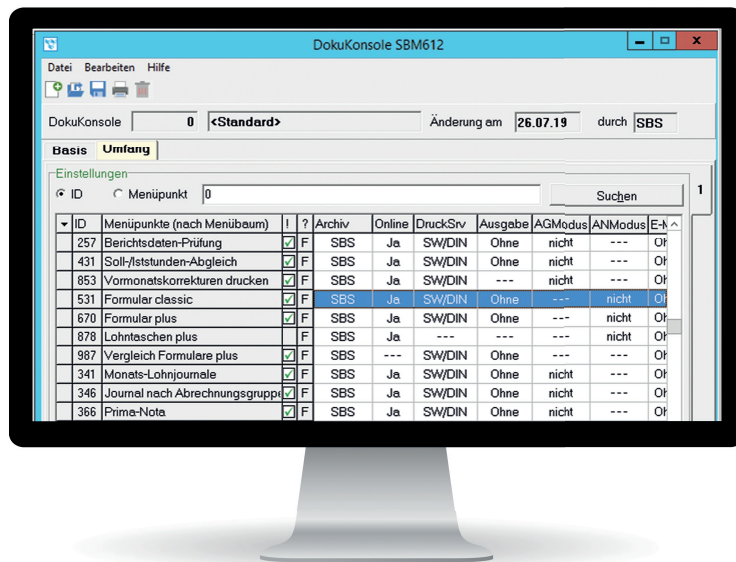 DokuKonsole SBM612
Datei Bearbeiten Hilfe
DokuKonsole 0 <Standard> Änderung am 26.07.19 durch SBS
Basis Umfang
Einstellungen
ID Menüpunkt 0 Suchen 1
ID Menüpunkte (nach Menübaum) ! ? Archiv Online DruckSrv Ausgabe AGModus ANModus
257 Berichtsdaten-Prüfung F SBS Ja SW/DIN Ohne nicht ---
431 Soll-/Iststunden-Abgleich F SBS Ja SW/DIN Ohne nicht ---
853 Vormonatskorrekturen drucken F SBS Ja SW/DIN --- nicht ---
531 Formular classic F SBS Ja SW/DIN Ohne --- nicht
670 Formular plus F SBS Ja SW/DIN Ohne --- nicht
878 Lohntaschen plus F SBS Ja --- --- --- nicht
987 Vergleich Formulare plus F SBS --- SW/DIN Ohne nicht ---
341 Monats-Lohnjournale F SBS Ja SW/DIN Ohne nicht ---
346 Journal nach Abrechnungsgruppe F SBS Ja SW/DIN Ohne nicht ---
366 Prima-Nota F SBS Ja SW/DIN Ohne nicht ---